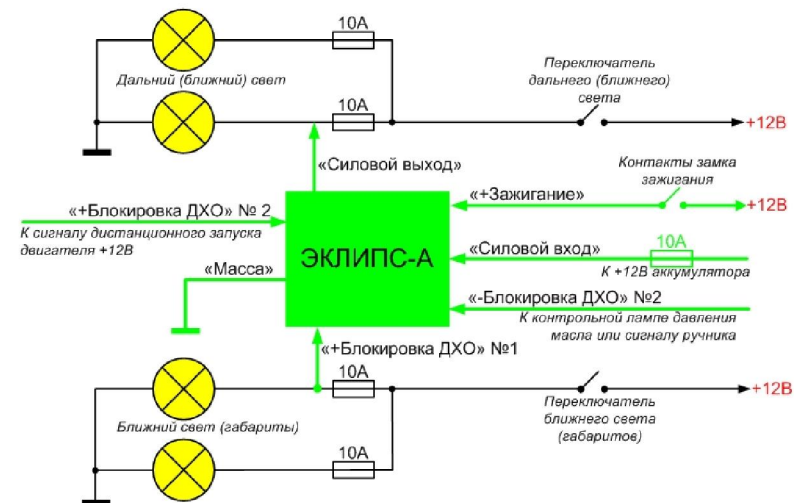 10А
Дальний (ближний) свет
10А
Переключатель
дальнего (ближнего)
света
+12В
«Силовой выход»
Контакты замка
зажигания
«+Блокировка ДХО» № 2
К сигналу дистанционного запуска
двигателя +12В
«+Зажигание»
+12В
ЭКЛИПС-А
«Силовой вход»
10А
К +12В аккумулятора
«Масса»
«-Блокировка ДХО» №2
К контрольной лампе давления
масла или сигналу ручника
«+Блокировка ДХО» №1
10А
Ближний свет (габариты)
10А
+12В
Переключатель
ближнего света
(габаритов)